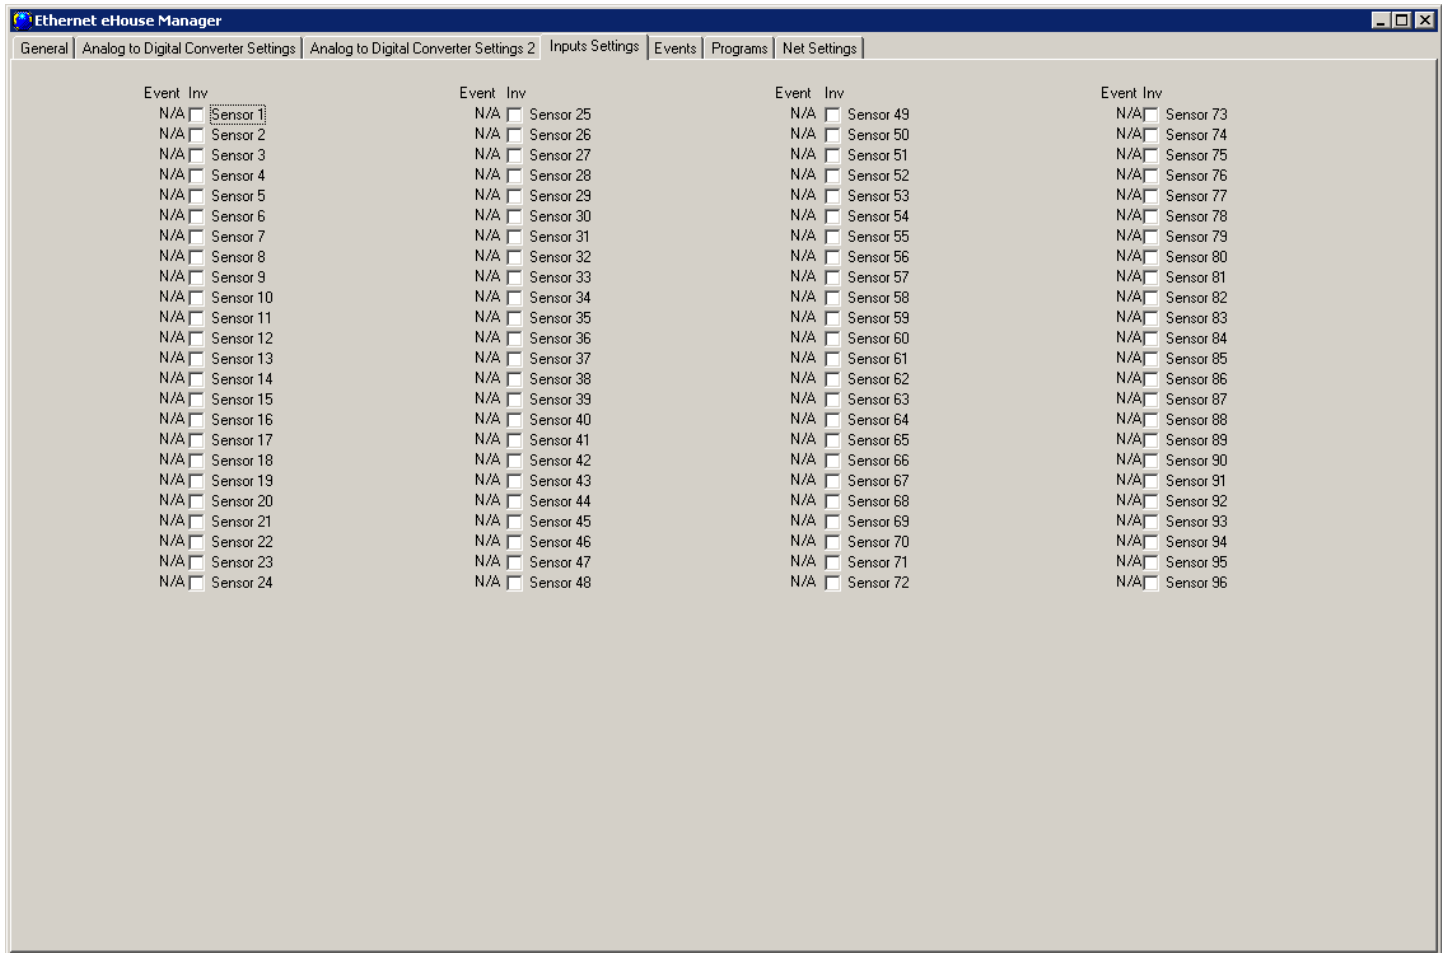 Ethernet eHouse Manager
General Analog to Digital Converter Settings Analog to Digital Converter Settings 2 Inputs Settings Events Programs Net Settings
Event Inv Event Inv Event Inv Event Inv
N/A Sensor 1 N/A Sensor 25 N/A Sensor 49 N/A Sensor 73
N/A Sensor 2 N/A Sensor 26 N/A Sensor 50 N/A Sensor 74
N/A Sensor 3 N/A Sensor 27 N/A Sensor 51 N/A Sensor 75
N/A Sensor 4 N/A Sensor 28 N/A Sensor 52 N/A Sensor 76
N/A Sensor 5 N/A Sensor 29 N/A Sensor 53 N/A Sensor 77
N/A Sensor 6 N/A Sensor 30 N/A Sensor 54 N/A Sensor 78
N/A Sensor 7 N/A Sensor 31 N/A Sensor 55 N/A Sensor 79
N/A Sensor 8 N/A Sensor 32 N/A Sensor 56 N/A Sensor 80
N/A Sensor 9 N/A Sensor 33 N/A Sensor 57 N/A Sensor 81
N/A Sensor 10 N/A Sensor 34 N/A Sensor 58 N/A Sensor 82
N/A Sensor 11 N/A Sensor 35 N/A Sensor 59 N/A Sensor 83
N/A Sensor 12 N/A Sensor 36 N/A Sensor 60 N/A Sensor 84
N/A Sensor 13 N/A Sensor 37 N/A Sensor 61 N/A Sensor 85
N/A Sensor 14 N/A Sensor 38 N/A Sensor 62 N/A Sensor 86
N/A Sensor 15 N/A Sensor 39 N/A Sensor 63 N/A Sensor 87
N/A Sensor 16 N/A Sensor 40 N/A Sensor 64 N/A Sensor 88
N/A Sensor 17 N/A Sensor 41 N/A Sensor 65 N/A Sensor 89
N/A Sensor 18 N/A Sensor 42 N/A Sensor 66 N/A Sensor 90
N/A Sensor 19 N/A Sensor 43 N/A Sensor 67 N/A Sensor 91
N/A Sensor 20 N/A Sensor 44 N/A Sensor 68 N/A Sensor 92
N/A Sensor 21 N/A Sensor 45 N/A Sensor 69 N/A Sensor 93
N/A Sensor 22 N/A Sensor 46 N/A Sensor 70 N/A Sensor 94
N/A Sensor 23 N/A Sensor 47 N/A Sensor 71 N/A Sensor 95
N/A Sensor 24 N/A Sensor 48 N/A Sensor 72 N/A Sensor 96